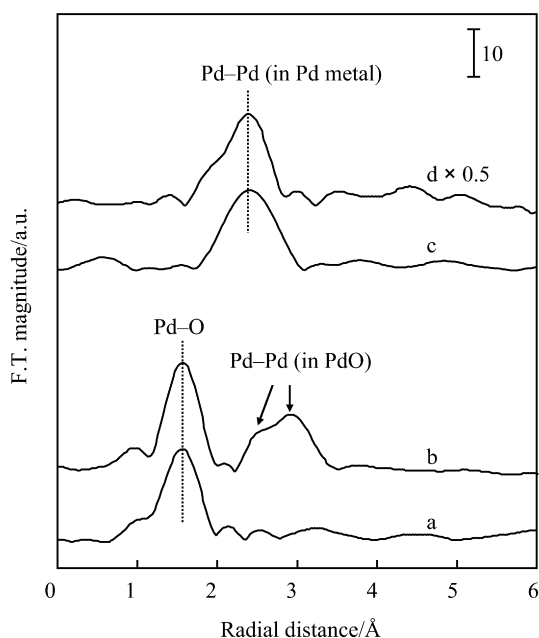 10
Pd–Pd (in Pd metal)
d × 0.5
c
Pd–O
Pd–Pd (in PdO)
b
a
F.T. magnitude/a.u.
0 1 2 3 4 5 6
Radial distance/Å